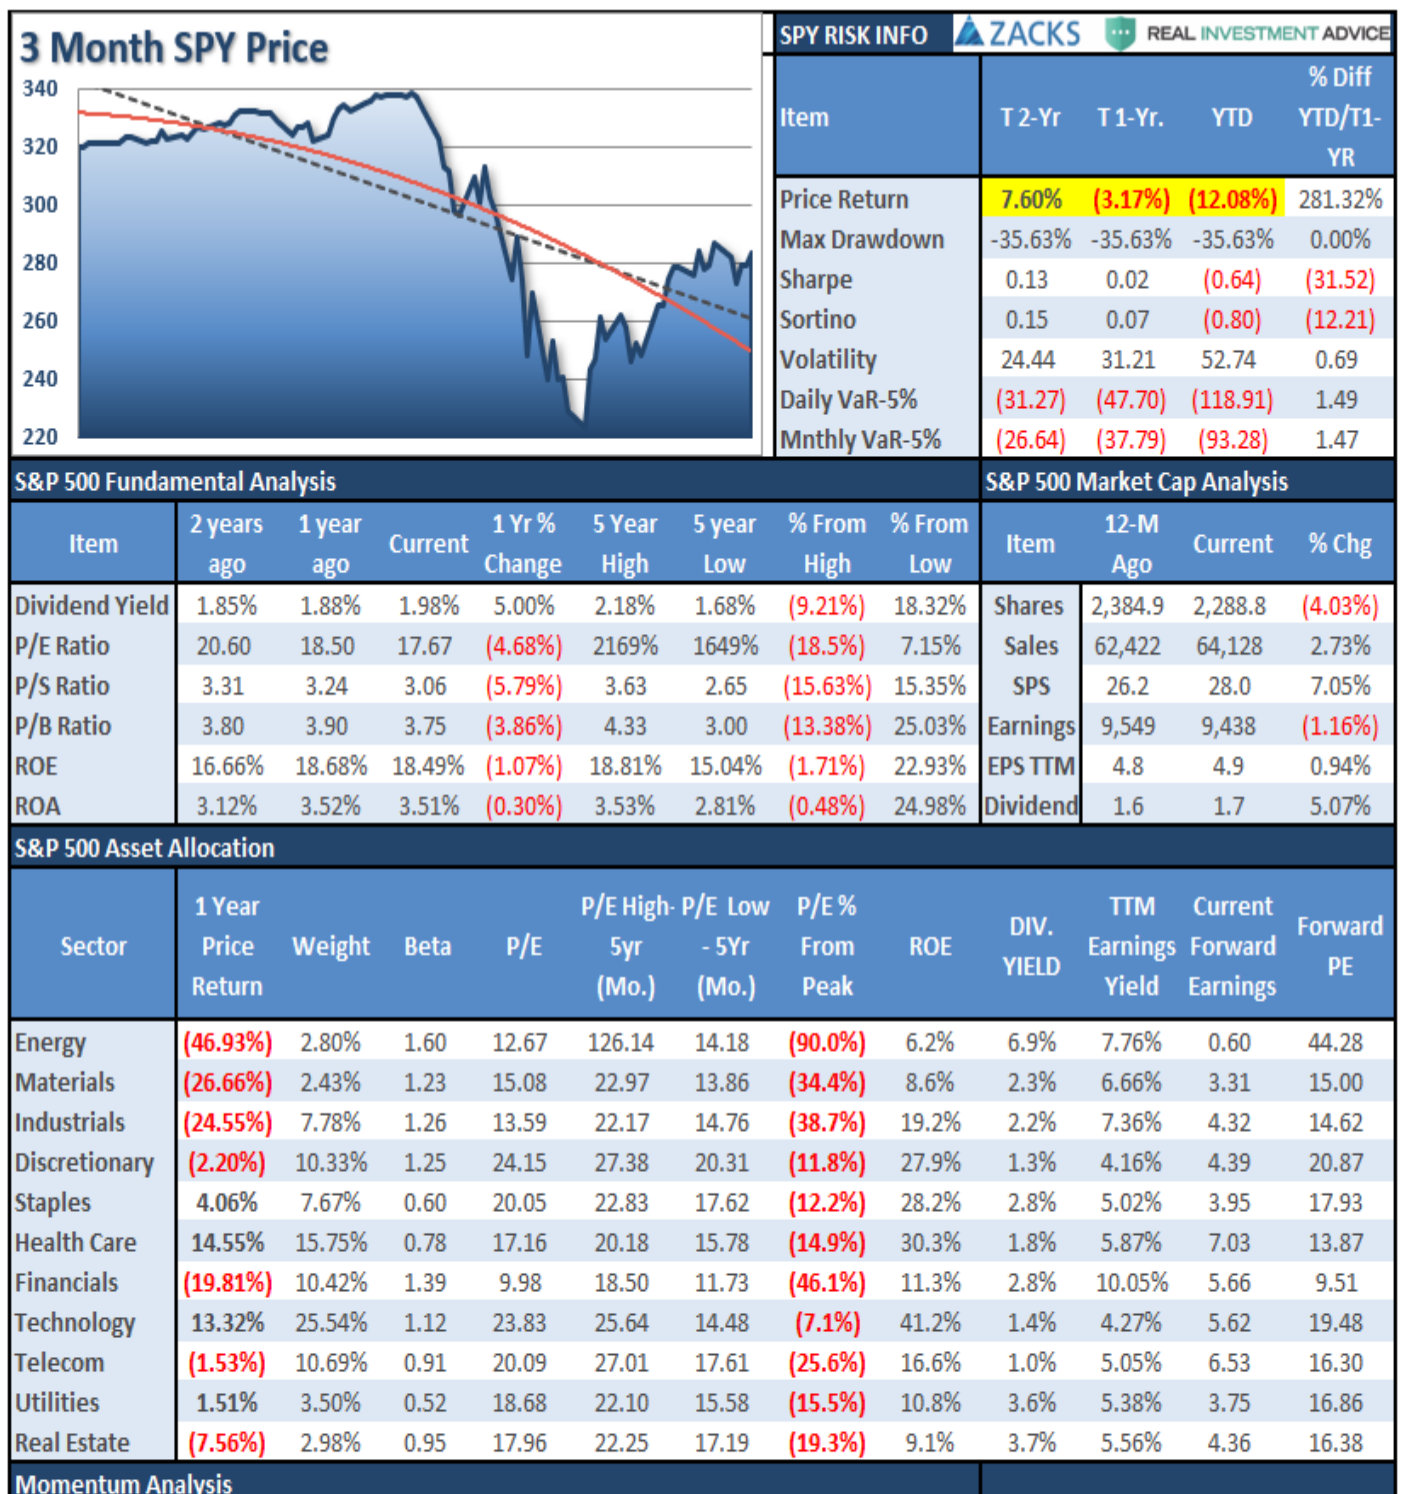 3 Month SPY Price
340
320
300
280
260
240
220
SPY RISK INFO ZACKS REAL INVESTMENT ADVICE
Item T 2-Yr T 1-Yr. YTD % Diff YTD/T1-YR
Price Return 7.60% (3.17%) (12.08%) 281.32%
Max Drawdown -35.63% -35.63% -35.63% 0.00%
Sharpe 0.13 0.02 (0.64) (31.52)
Sortino 0.15 0.07 (0.80) (12.21)
Volatility 24.44 31.21 52.74 0.69
Daily VaR-5% (31.27) (47.70) (118.91) 1.49
Mnthly VaR-5% (26.64) (37.79) (93.28) 1.47
S&P 500 Fundamental Analysis
Item 2 years ago 1 year ago Current 1 Yr % Change 5 Year High 5 year Low % From High % From Low
Dividend Yield 1.85% 1.88% 1.98% 5.00% 2.18% 1.68% (9.21%) 18.32%
P/E Ratio 20.60 18.50 17.67 (4.68%) 2169% 1649% (18.5%) 7.15%
P/S Ratio 3.31 3.24 3.06 (5.79%) 3.63 2.65 (15.63%) 15.35%
P/B Ratio 3.80 3.90 3.75 (3.86%) 4.33 3.00 (13.38%) 25.03%
ROE 16.66% 18.68% 18.49% (1.07%) 18.81% 15.04% (1.71%) 22.93%
ROA 3.12% 3.52% 3.51% (0.30%) 3.53% 2.81% (0.48%) 24.98%
S&P 500 Market Cap Analysis
Item 12-M Ago Current % Chg
Shares 2,384.9 2,288.8 (4.03%)
Sales 62,422 64,128 2.73%
SPS 26.2 28.0 7.05%
Earnings 9,549 9,438 (1.16%)
EPS TTM 4.8 4.9 0.94%
Dividend 1.6 1.7 5.07%
S&P 500 Asset Allocation
Sector 1 Year Price Return Weight Beta P/E P/E High- 5yr (Mo.) P/E Low - 5Yr (Mo.) P/E % From Peak ROE DIV. YIELD TTM Earnings Yield Current Forward Earnings Forward PE
Energy (46.93%) 2.80% 1.60 12.67 126.14 14.18 (90.0%) 6.2% 6.9% 7.76% 0.60 44.28
Materials (26.66%) 2.43% 1.23 15.08 22.97 13.86 (34.4%) 8.6% 2.3% 6.66% 3.31 15.00
Industrials (24.55%) 7.78% 1.26 13.59 22.17 14.76 (38.7%) 19.2% 2.2% 7.36% 4.32 14.62
Discretionary (2.20%) 10.33% 1.25 24.15 27.38 20.31 (11.8%) 27.9% 1.3% 4.16% 4.39 20.87
Staples 4.06% 7.67% 0.60 20.05 22.83 17.62 (12.2%) 28.2% 2.8% 5.02% 3.95 17.93
Health Care 14.55% 15.75% 0.78 17.16 20.18 15.78 (14.9%) 30.3% 1.8% 5.87% 7.03 13.87
Financials (19.81%) 10.42% 1.39 9.98 18.50 11.73 (46.1%) 11.3% 2.8% 10.05% 5.66 9.51
Technology 13.32% 25.54% 1.12 23.83 25.64 14.48 (7.1%) 41.2% 1.4% 4.27% 5.62 19.48
Telecom (1.53%) 10.69% 0.91 20.09 27.01 17.61 (25.6%) 16.6% 1.0% 5.05% 6.53 16.30
Utilities 1.51% 3.50% 0.52 18.68 22.10 15.58 (15.5%) 10.8% 3.6% 5.38% 3.75 16.86
Real Estate (7.56%) 2.98% 0.95 17.96 22.25 17.19 (19.3%) 9.1% 3.7% 5.56% 4.36 16.38
Momentum Analysis